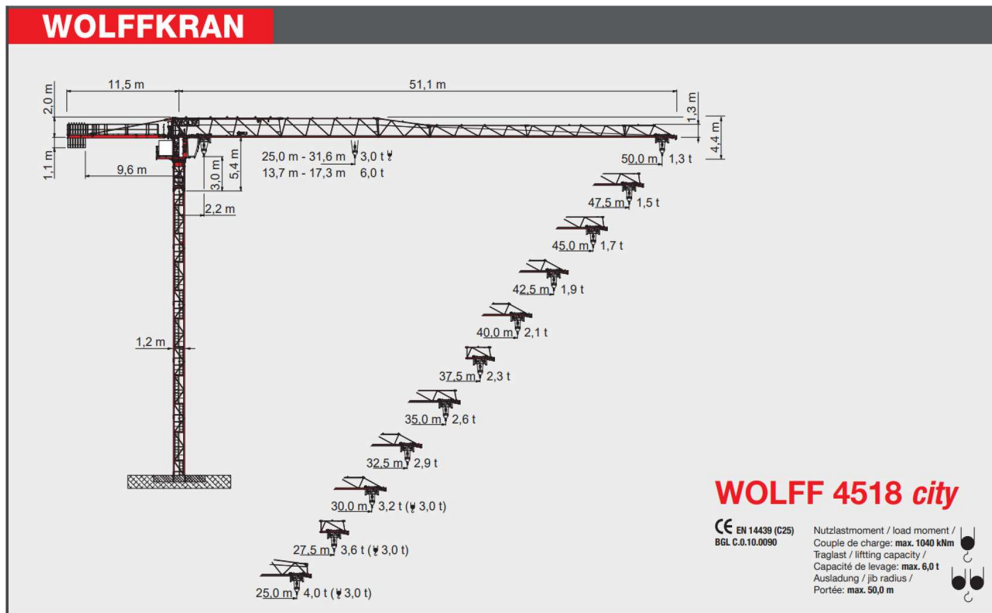 WOLFFKRAN
11,5 m
51,1 m
2,0 m
1,3 m
4,4 m
1,1 m
9,6 m
3,0 m
5,4 m
2,2 m
25,0 m - 31,6 m 3,0 t
13,7 m - 17,3 m 6,0 t
50,0 m 1,3 t
47,5 m 1,5 t
45,0 m 1,7 t
42,5 m 1,9 t
40,0 m 2,1 t
1,2 m
37,5 m 2,3 t
35,0 m 2,6 t
32,5 m 2,9 t
30,0 m 3,2 t ( 3,0 t)
27,5 m 3,6 t ( 3,0 t)
25,0 m 4,0 t ( 3,0 t)
WOLFF 4518 city
CE EN 14439 (C25)
BGL C.0.10.0090
Nutzlastmoment / load moment /
Couple de charge: max. 1040 kNm
Traglast / liftting capacity /
Capacité de levage: max. 6,0 t
Ausladung / jib radius /
Portée: max. 50,0 m